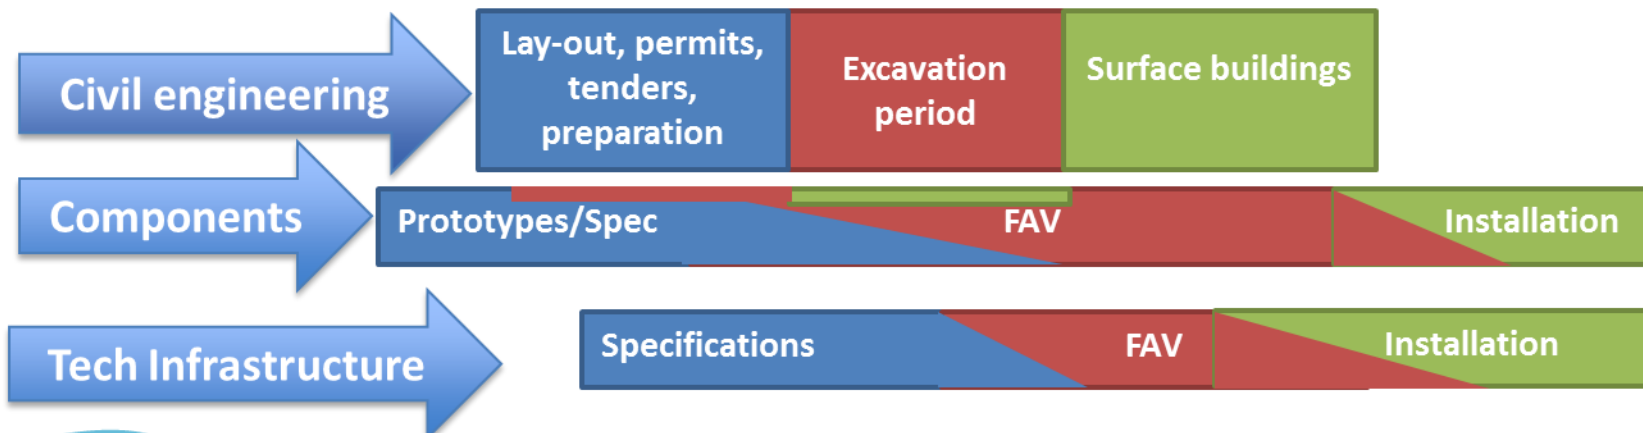 Civil engineering
Lay-out, permits,
tenders,
preparation
Excavation
period
Surface buildings
Components
Prototypes/Spec
FAV
Installation
Tech Infrastructure
Specifications
FAV
Installation